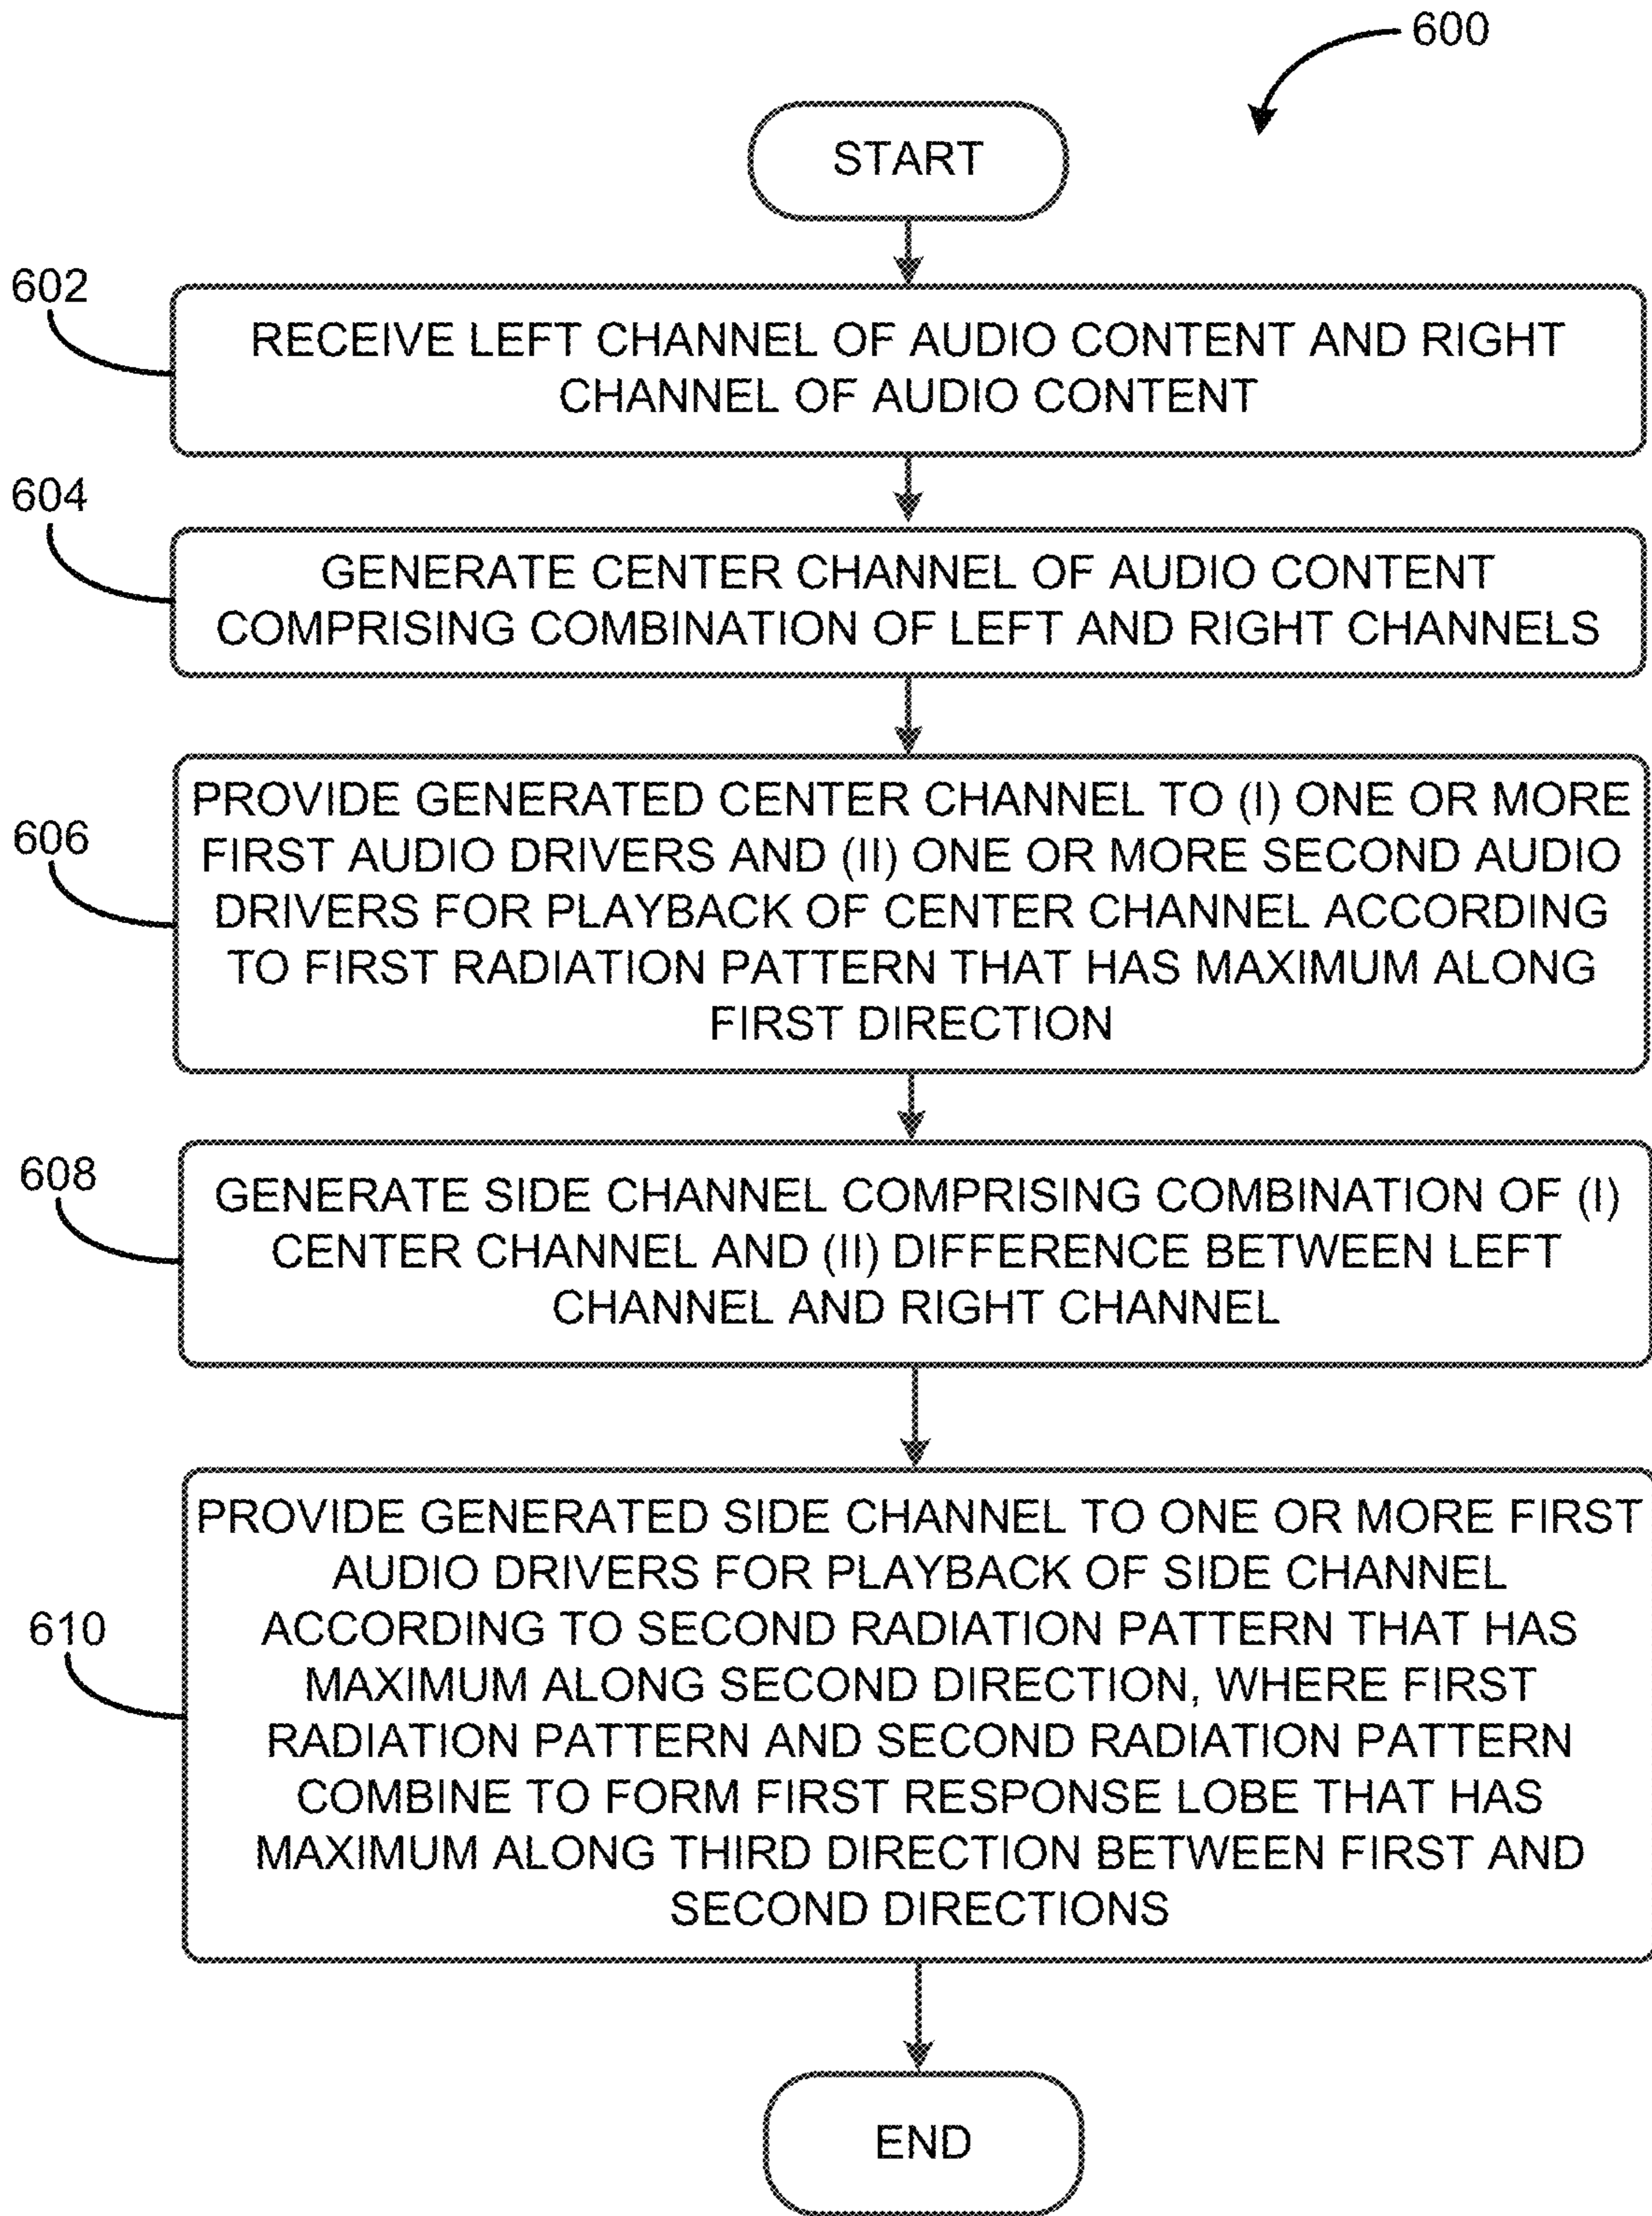 600
START
602
RECEIVE LEFT CHANNEL OF AUDIO CONTENT AND RIGHT
CHANNEL OF AUDIO CONTENT
604
GENERATE CENTER CHANNEL OF AUDIO CONTENT
COMPRISING COMBINATION OF LEFT AND RIGHT CHANNELS
606
PROVIDE GENERATED CENTER CHANNEL TO (I) ONE OR MORE
FIRST AUDIO DRIVERS AND (II) ONE OR MORE SECOND AUDIO
DRIVERS FOR PLAYBACK OF CENTER CHANNEL ACCORDING
TO FIRST RADIATION PATTERN THAT HAS MAXIMUM ALONG
FIRST DIRECTION
608
GENERATE SIDE CHANNEL COMPRISING COMBINATION OF (I)
CENTER CHANNEL AND (II) DIFFERENCE BETWEEN LEFT
CHANNEL AND RIGHT CHANNEL
610
PROVIDE GENERATED SIDE CHANNEL TO ONE OR MORE FIRST
AUDIO DRIVERS FOR PLAYBACK OF SIDE CHANNEL
ACCORDING TO SECOND RADIATION PATTERN THAT HAS
MAXIMUM ALONG SECOND DIRECTION, WHERE FIRST
RADIATION PATTERN AND SECOND RADIATION PATTERN
COMBINE TO FORM FIRST RESPONSE LOBE THAT HAS
MAXIMUM ALONG THIRD DIRECTION BETWEEN FIRST AND
SECOND DIRECTIONS
END